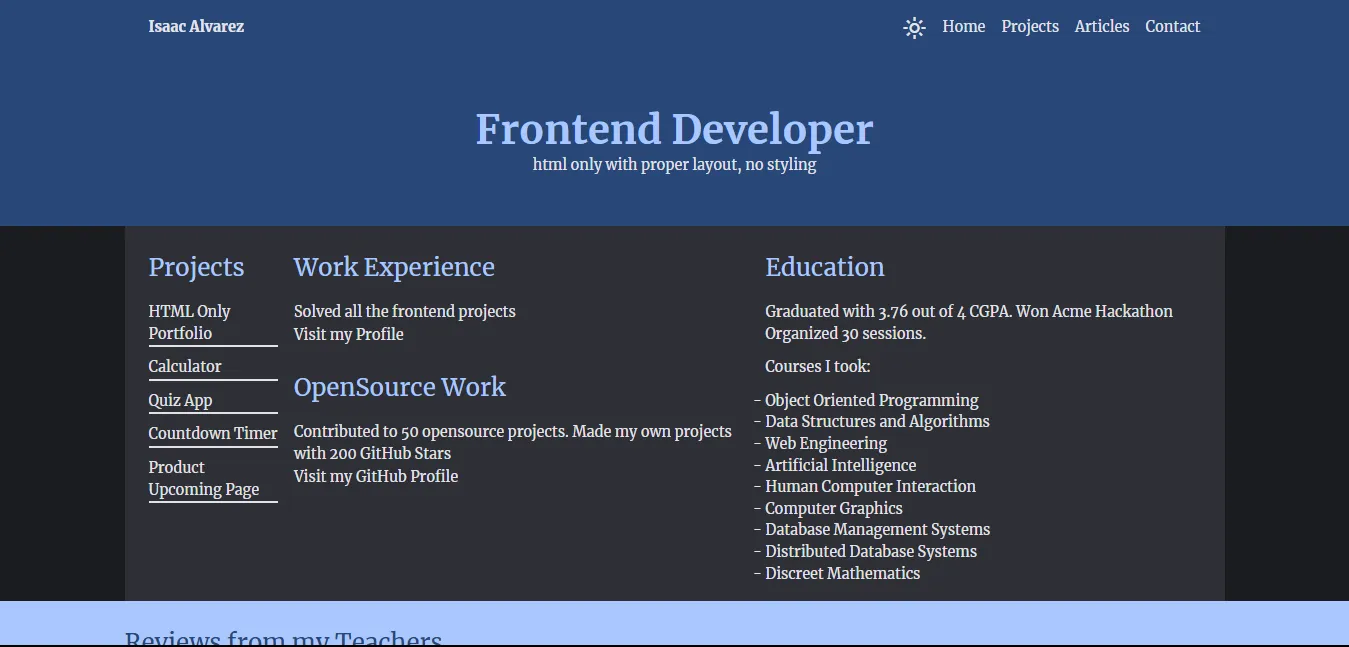 Isaac Alvarez
Home Projects Articles Contact
Frontend Developer
html only with proper layout, no styling
Projects
HTML Only
Portfolio
Calculator
Quiz App
Countdown Timer
Product
Upcoming Page
Work Experience
Solved all the frontend projects
Visit my Profile
OpenSource Work
Contributed to 50 opensource projects. Made my own projects
with 200 GitHub Stars
Visit my GitHub Profile
Education
Graduated with 3.76 out of 4 CGPA. Won Acme Hackathon
Organized 30 sessions.
Courses I took:
- Object Oriented Programming
- Data Structures and Algorithms
- Web Engineering
- Artificial Intelligence
- Human Computer Interaction
- Computer Graphics
- Database Management Systems
- Distributed Database Systems
- Discreet Mathematics
Reviews from my Teachers